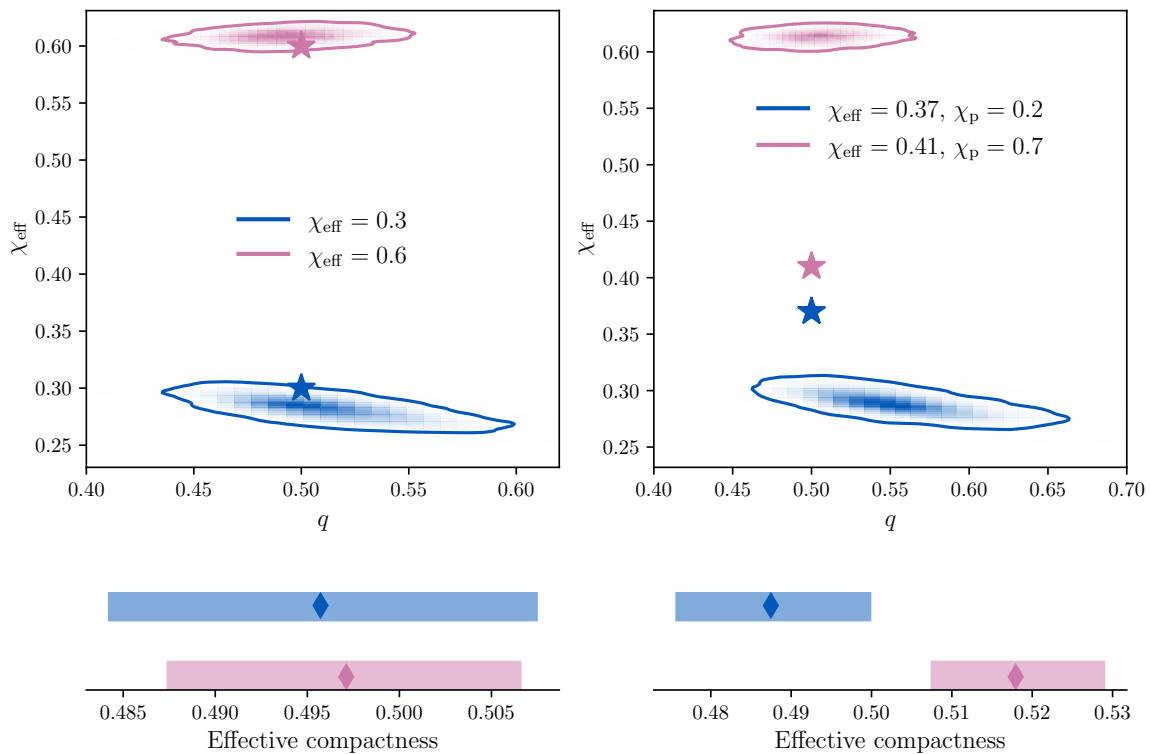 0.60
0.55
0.50
0.45
0.40
0.35
0.30
0.25
χeff
χeff = 0.3
χeff = 0.6
0.40 0.45 0.50 0.55 0.60
q
0.60
0.55
0.50
0.45
0.40
0.35
0.30
0.25
χeff
χeff = 0.37, χp = 0.2
χeff = 0.41, χp = 0.7
0.40 0.45 0.50 0.55 0.60 0.65 0.70
q
0.485 0.490 0.495 0.500 0.505
Effective compactness
0.48 0.49 0.50 0.51 0.52 0.53
Effective compactness